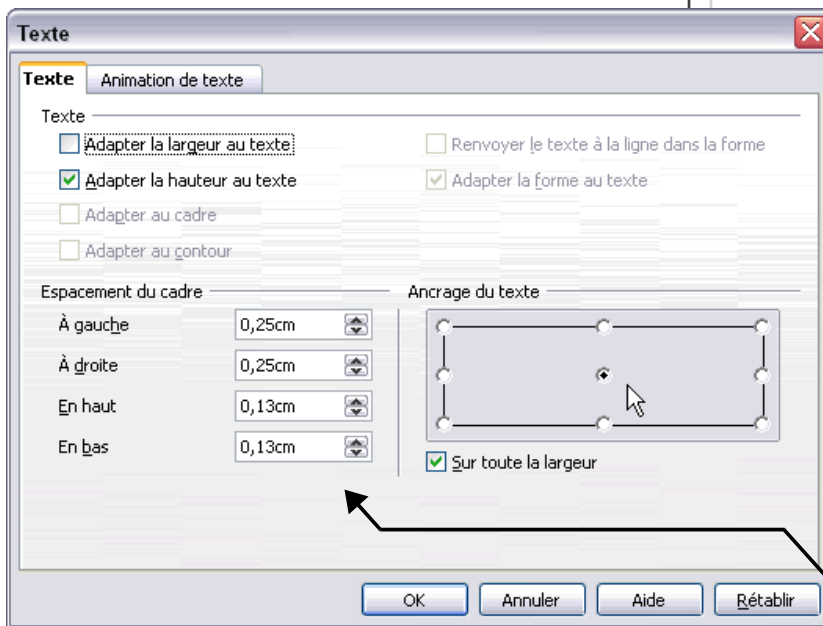 Texte
Texte Animation de texte
Texte
Adapter la largeur au texte Renvoyer le texte à la ligne dans la forme
Adapter la hauteur au texte Adapter la forme au texte
Adapter au cadre
Adapter au contour
Espacement du cadre Ancrage du texte
À gauche 0,25cm
À droite 0,25cm
En haut 0,13cm
En bas 0,13cm
Sur toute la largeur
OK Annuler Aide Rétablir